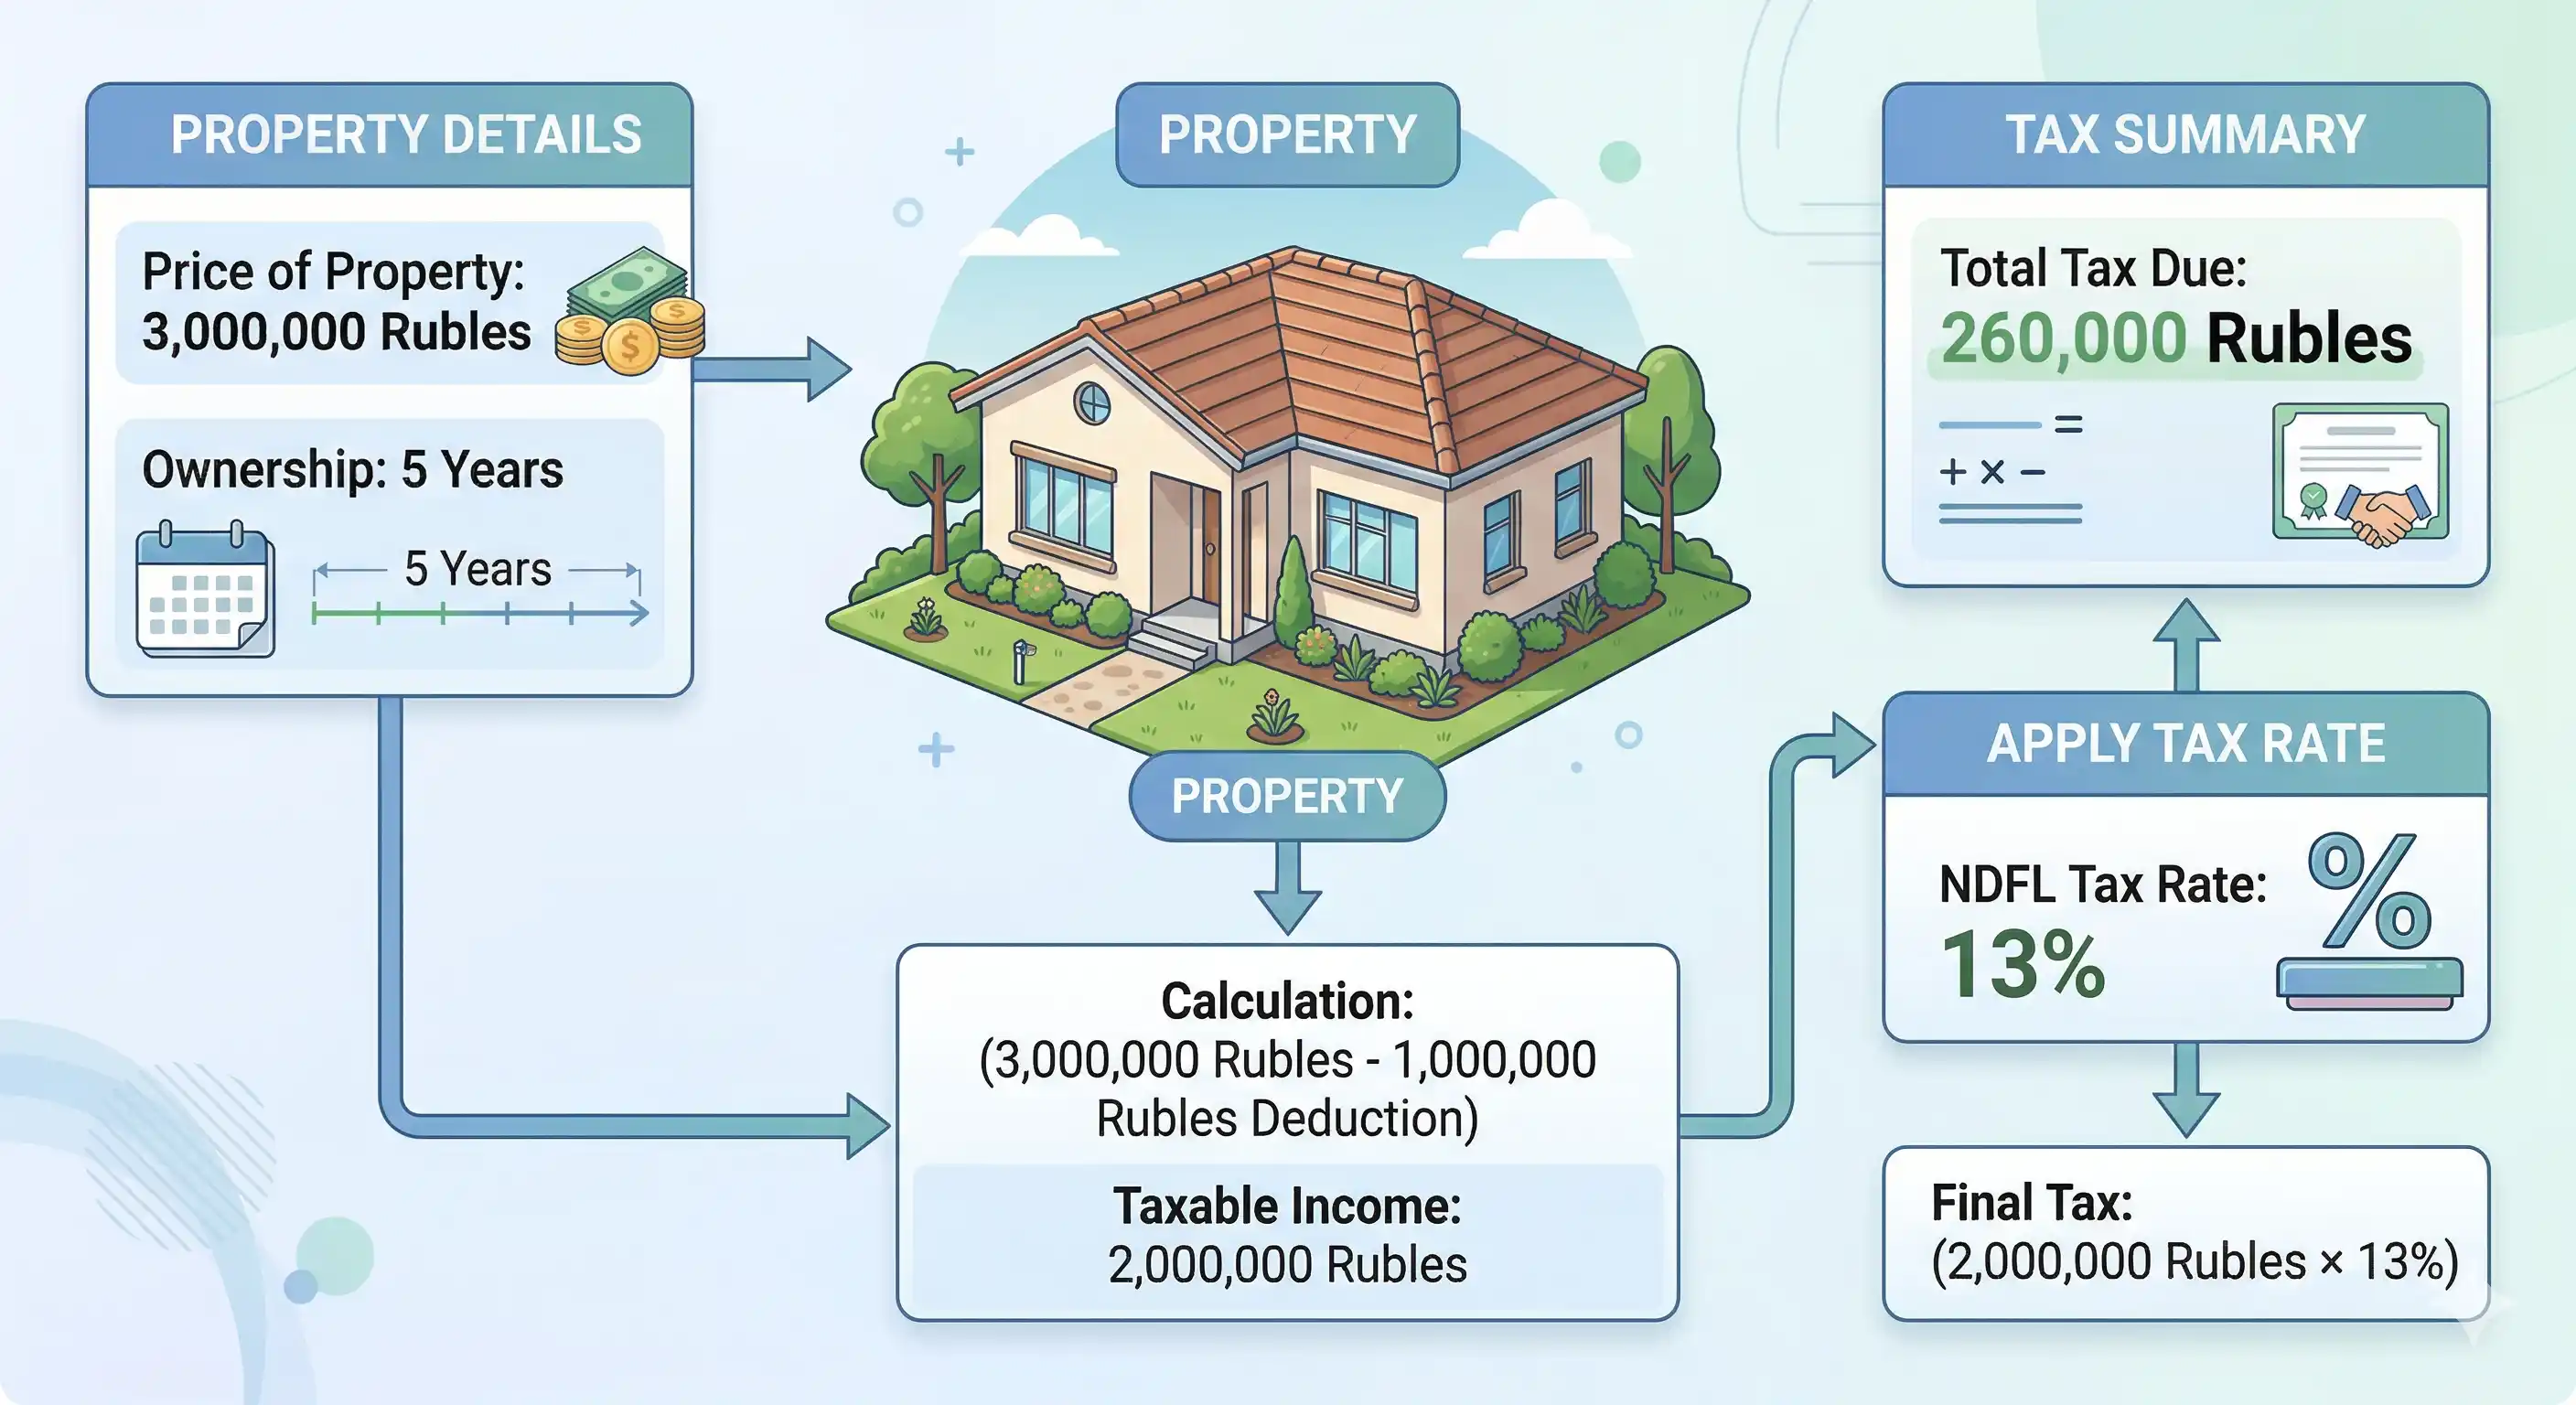 PROPERTY DETAILS
Price of Property:
3,000,000 Rubles
$ $ $
Ownership: 5 Years
5 Years
PROPERTY
PROPERTY
Calculation:
(3,000,000 Rubles - 1,000,000
Rubles Deduction)
Taxable Income:
2,000,000 Rubles
TAX SUMMARY
Total Tax Due:
260,000 Rubles
=
+ × −
APPLY TAX RATE
NDFL Tax Rate:
13%
%
Final Tax:
(2,000,000 Rubles × 13%)